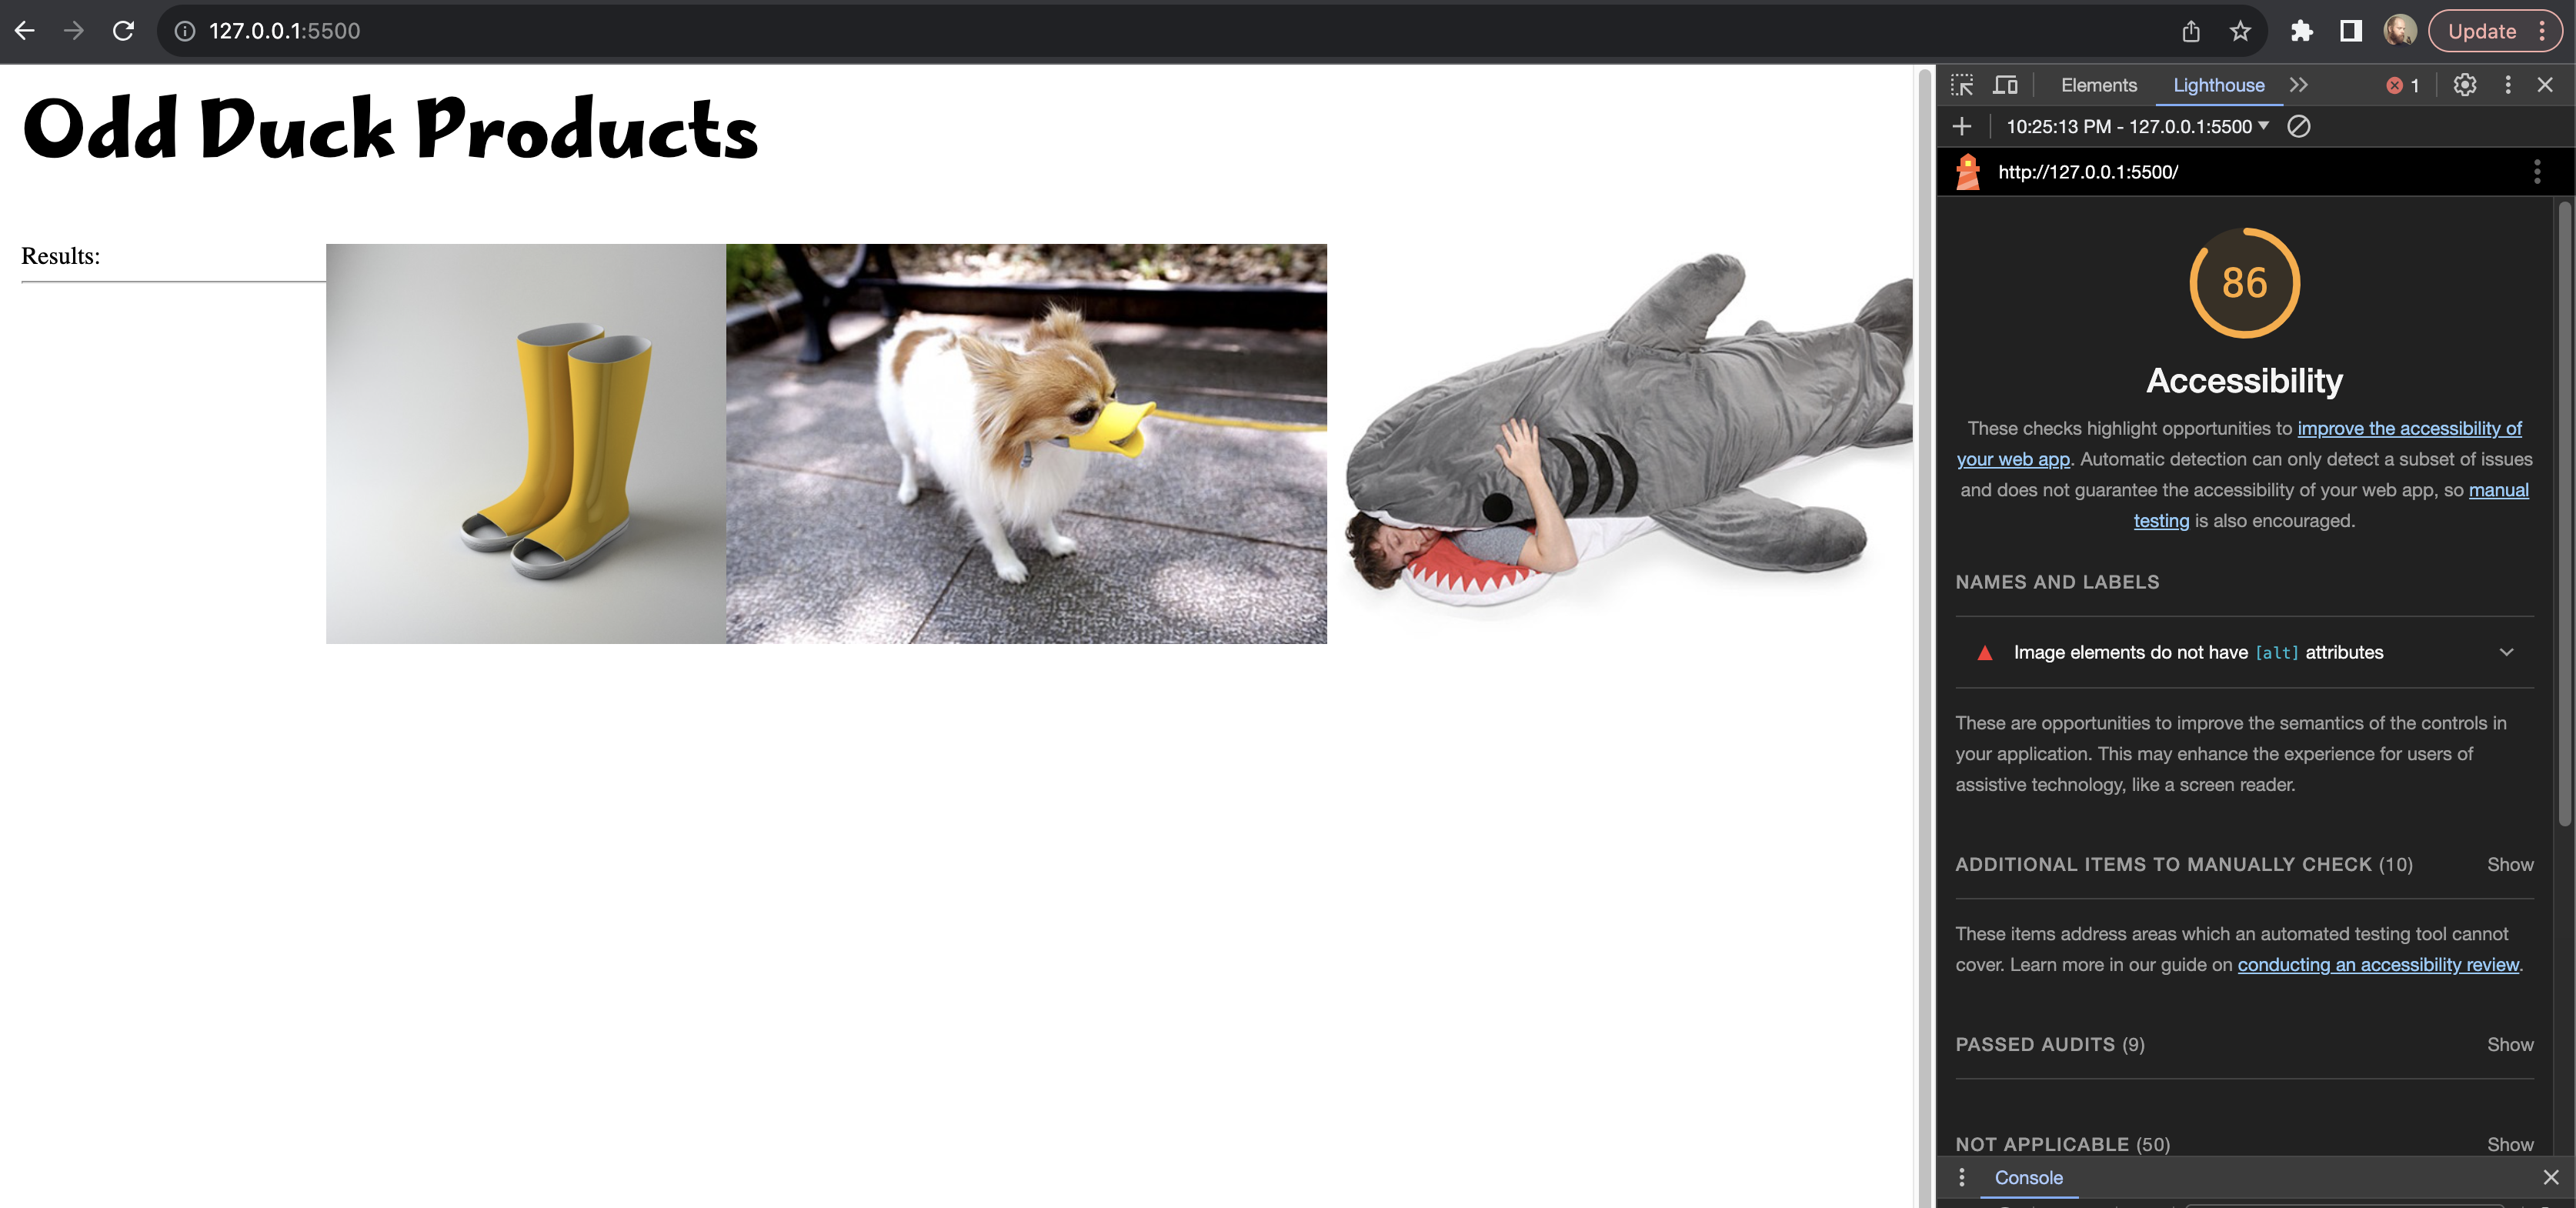 127.0.0.1:5500
Update
Odd Duck Products
Results:
Elements
Lighthouse
1
10:25:13 PM - 127.0.0.1:5500
http://127.0.0.1:5500/
86
Accessibility
These checks highlight opportunities to improve the accessibility of
your web app. Automatic detection can only detect a subset of issues
and does not guarantee the accessibility of your web app, so manual
testing is also encouraged.
NAMES AND LABELS
Image elements do not have [alt] attributes
These are opportunities to improve the semantics of the controls in
your application. This may enhance the experience for users of
assistive technology, like a screen reader.
ADDITIONAL ITEMS TO MANUALLY CHECK (10) Show
These items address areas which an automated testing tool cannot
cover. Learn more in our guide on conducting an accessibility review.
PASSED AUDITS (9) Show
NOT APPLICABLE (50) Show
Console